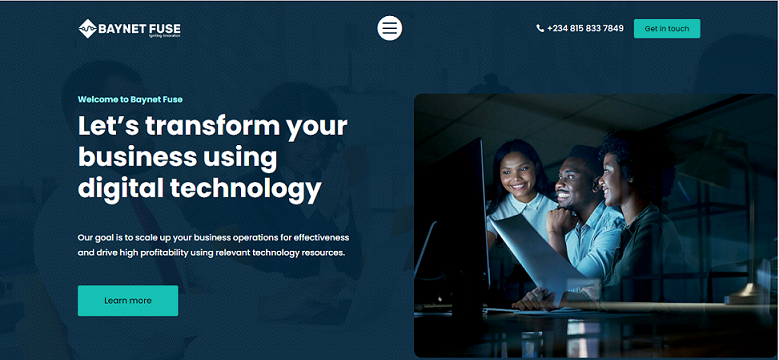 BAYNET FUSE
Igniting Innovation
+234 815 833 7849
Get in touch
Welcome to Baynet Fuse
Let’s transform your
business using
digital technology
Our goal is to scale up your business operations for effectiveness
and drive high profitability using relevant technology resources.
Learn more